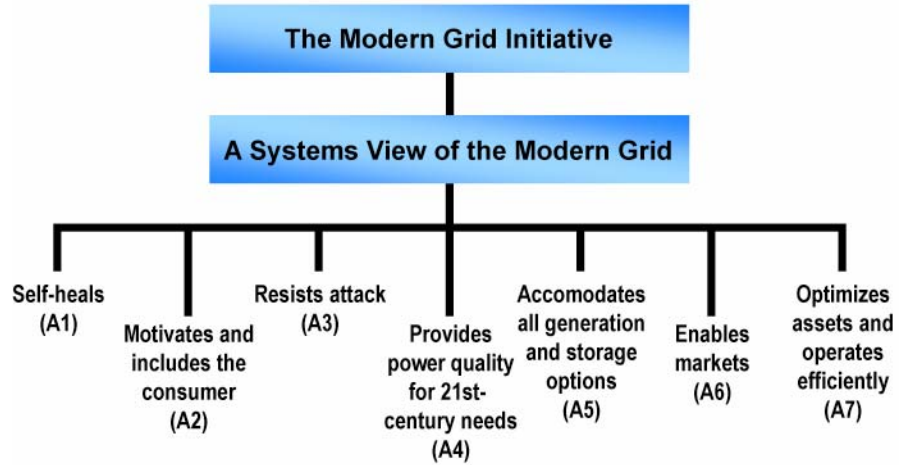 The Modern Grid Initiative
A Systems View of the Modern Grid
Self-heals
(A1)
Motivates and
includes the
consumer
(A2)
Resists attack
(A3)
Provides
power quality
for 21st-
century needs
(A4)
Accomodates
all generation
and storage
options
(A5)
Enables
markets
(A6)
Optimizes
assets and
operates
efficiently
(A7)